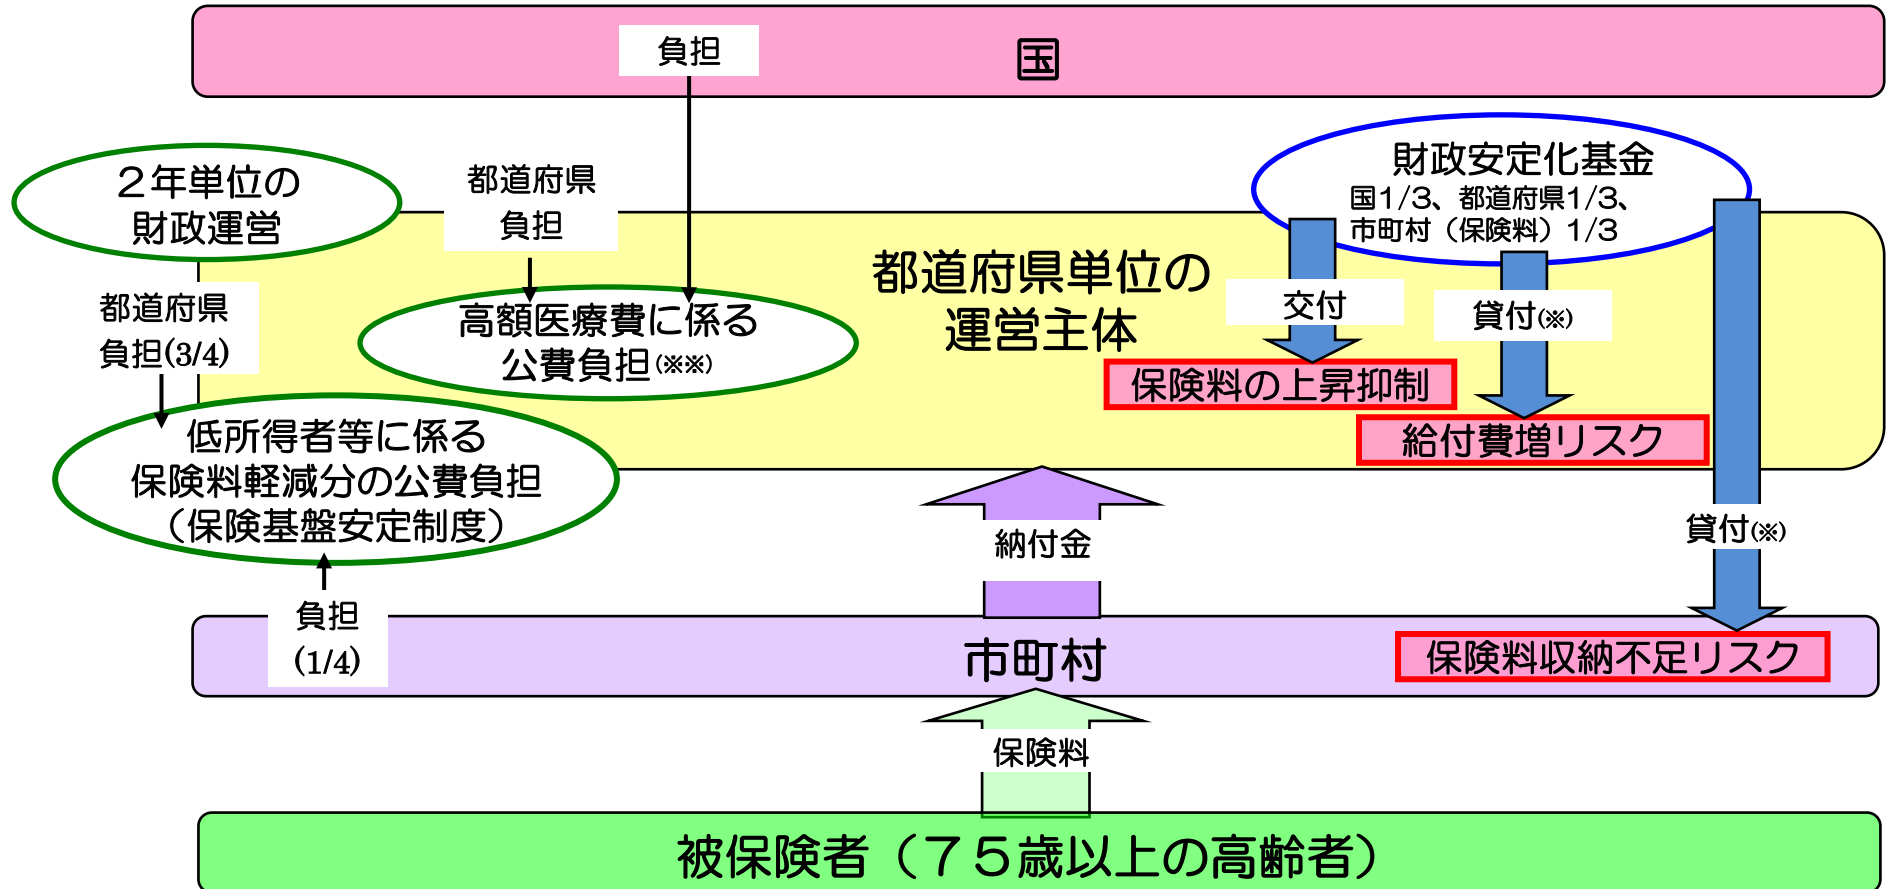 国
負担
２年単位の
財政運営
都道府県
負担
財政安定化基金
国1/3、都道府県1/3、
市町村（保険料）1/3
都道府県単位の
運営主体
都道府県
負担(3/4)
高額医療費に係る
公費負担(※※)
交付
貸付(※)
保険料の上昇抑制
給付費増リスク
低所得者等に係る
保険料軽減分の公費負担
（保険基盤安定制度）
納付金
貸付(※)
負担
(1/4)
市町村
保険料収納不足リスク
保険料
被保険者（７５歳以上の高齢者）